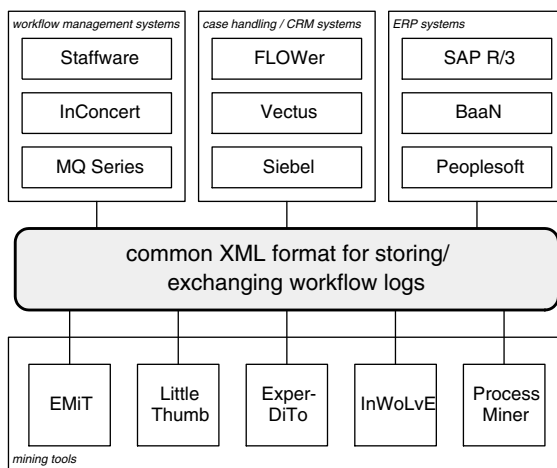 workflow management systems
Staffware
InConcert
MQ Series
case handling / CRM systems
FLOWer
Vectus
Siebel
ERP systems
SAP R/3
BaaN
Peoplesoft
common XML format for storing/
exchanging workflow logs
EMiT
Little
Thumb
Exper-
DiTo
InWoLvE
Process
Miner
mining tools